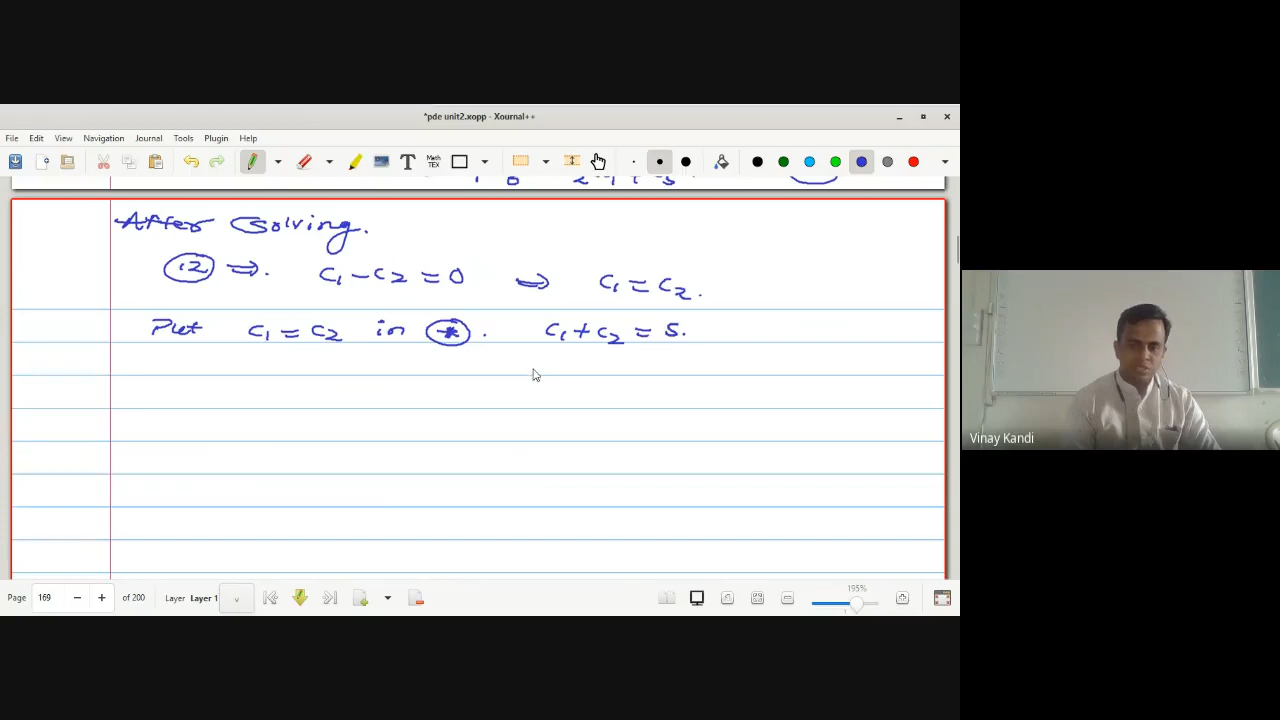 *pde unit2.xopp - Xournal++
File Edit View Navigation Journal Tools Plugin Help
After Solving.
12 ⇒. C1 - C2 = 0 ⇒ C1 = C2.
Put C1 = C2 in *. C1 + C2 = s.
Vinay Kandi
Page 169 of 200 Layer Layer 1
195%